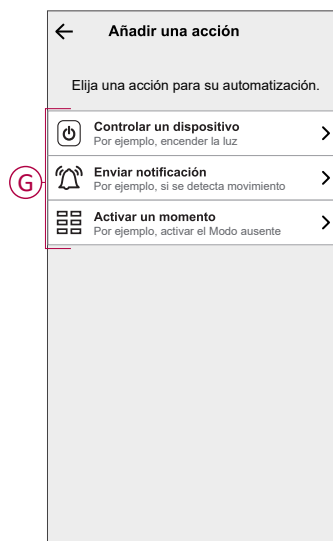 Añadir una acción
Elija una acción para su automatización.
Controlar un dispositivo
Por ejemplo, encender la luz
G
Enviar notificación
Por ejemplo, si se detecta movimiento
Activar un momento
Por ejemplo, activar el Modo ausente